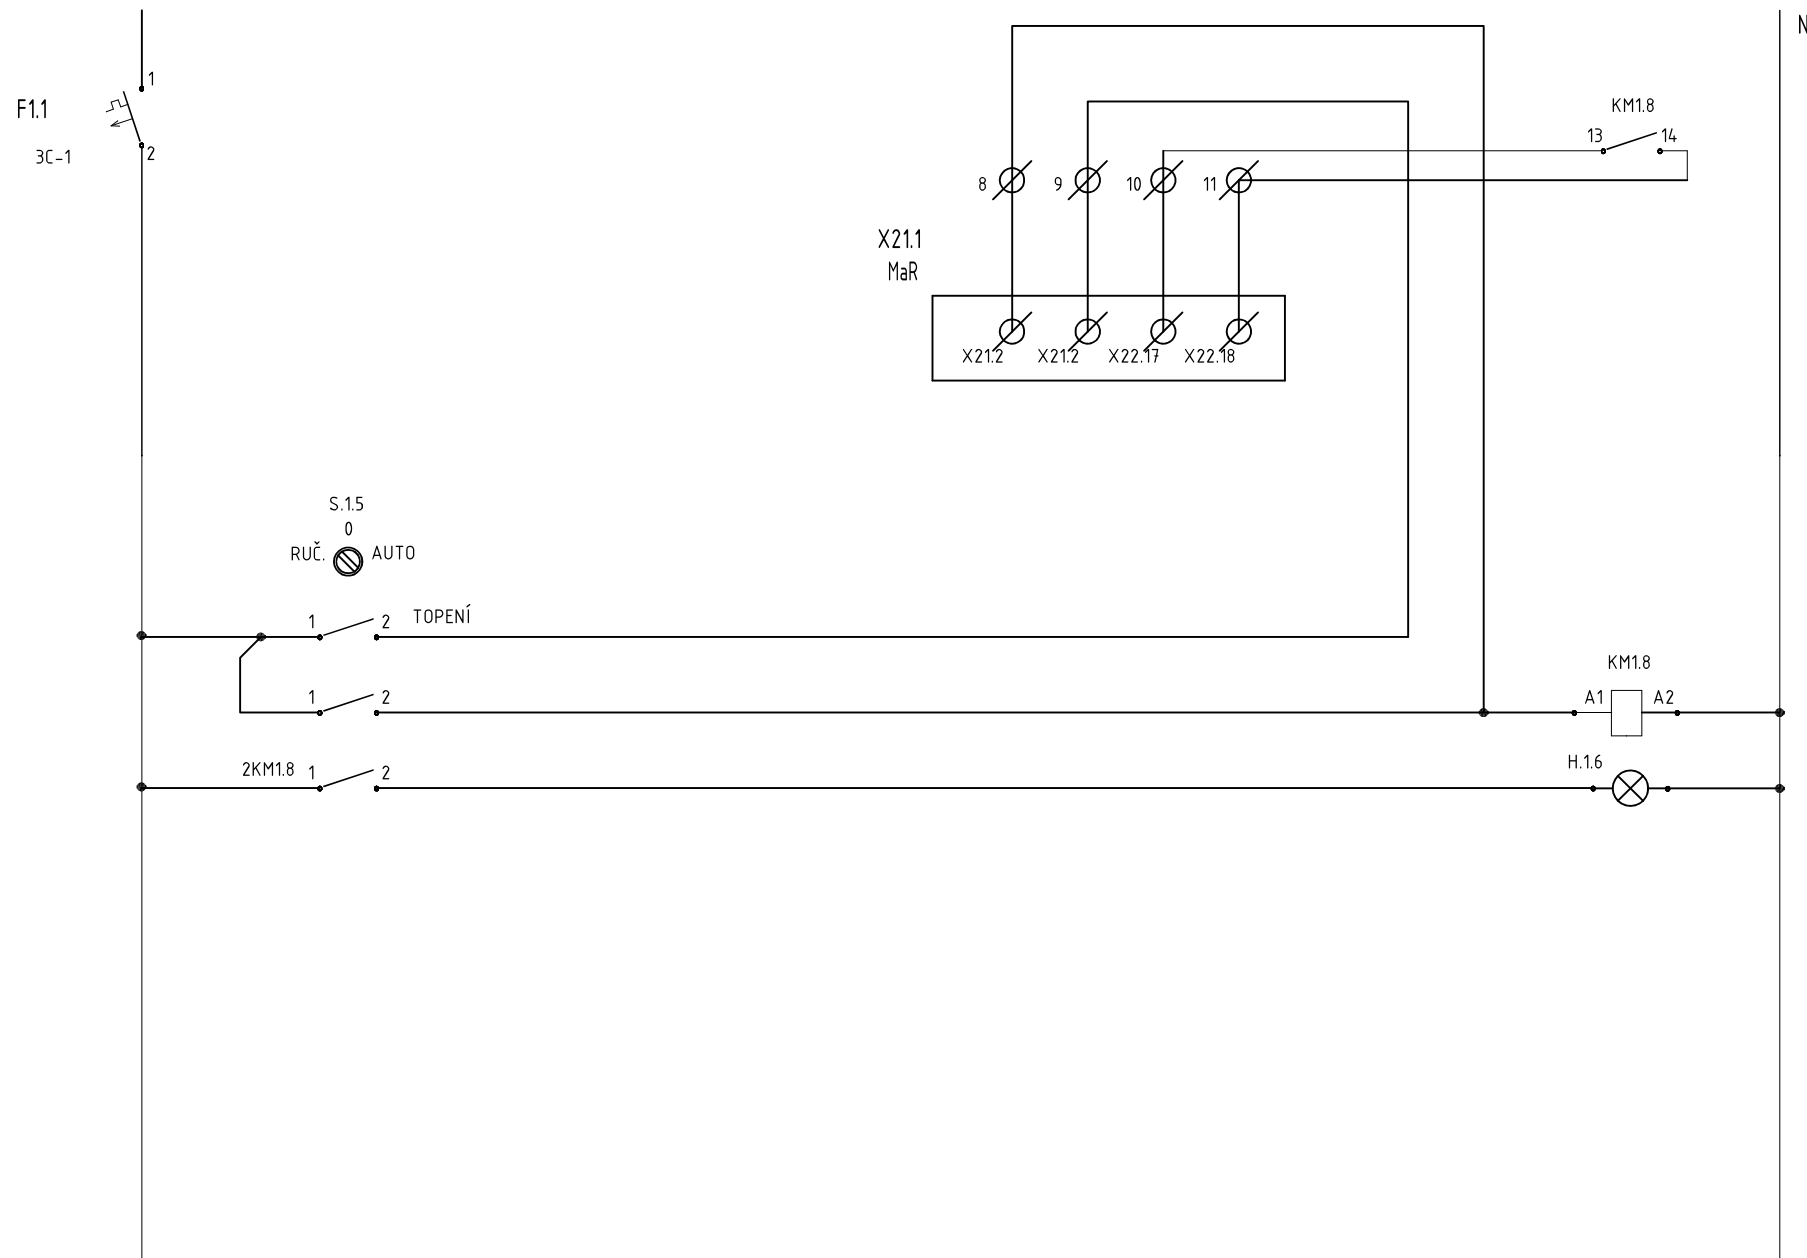 N
1
F1.1
2
3C-1
KM1.8
13 14
8 9 10 11
X21.1
MaR
X21.2 X21.2 X22.17 X22.18
S.1.5
0
RUČ. AUTO
1 2 TOPENÍ
KM1.8
1 2 A1 A2
2KM1.8 1 2 H.1.6